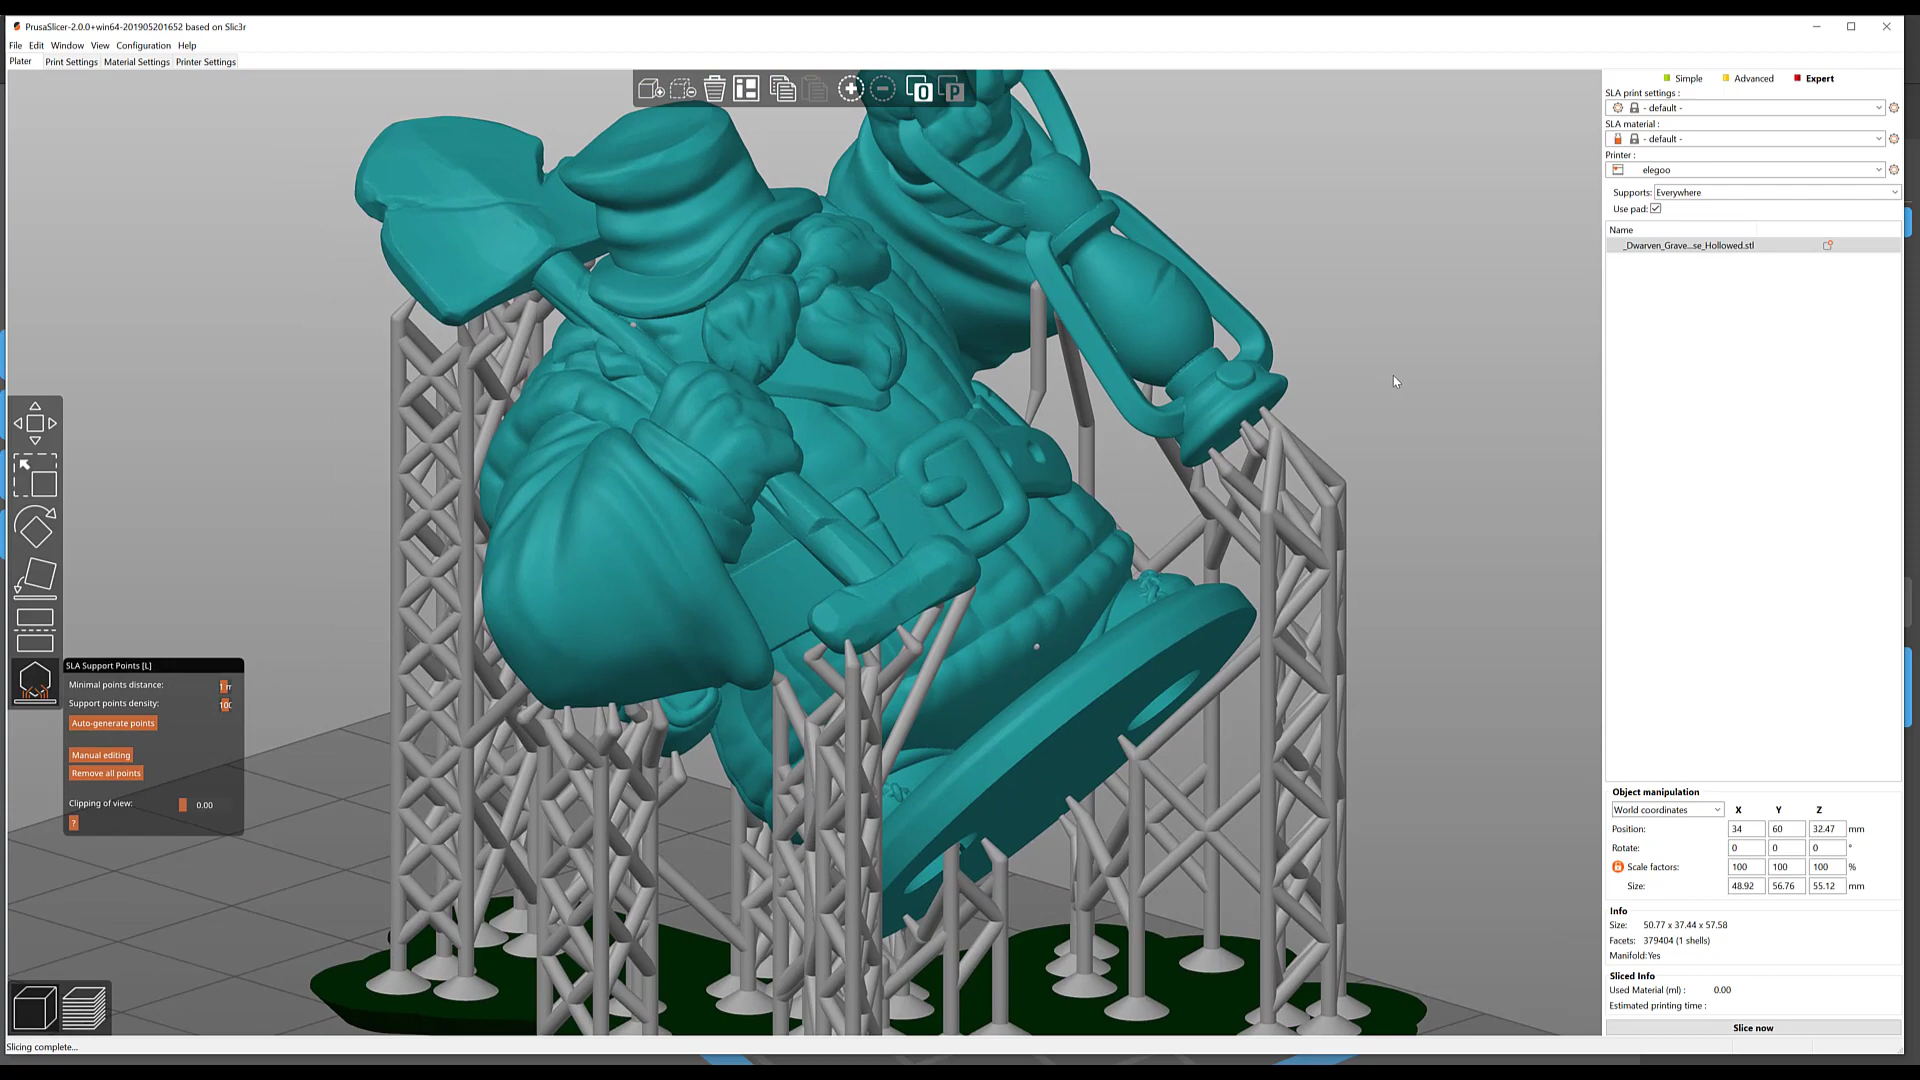 PrusaSlicer-2.0.0+win64-201905201652 based on Slic3r
File Edit Window View Configuration Help
Plater Print Settings Material Settings Printer Settings
Simple Advanced Expert
SLA print settings :
- default -
SLA material :
- default -
Printer :
elegoo
Supports: Everywhere
Use pad:
Name
_Dwarven_Grave...se_Hollowed.stl
O P
SLA Support Points [L]
Minimal points distance:
Support points density:
Auto-generate points
Manual editing
Remove all points
Clipping of view: 0.00
?
Object manipulation
World coordinates X Y Z
Position: 34 60 32.47 mm
Rotate: 0 0 0 °
Scale factors: 100 100 100 %
Size: 48.92 56.76 55.12 mm
Info
Size: 50.77 x 37.44 x 57.58
Facets: 379404 (1 shells)
Manifold:Yes
Sliced Info
Used Material (ml) : 0.00
Estimated printing time :
Slice now
Slicing complete...